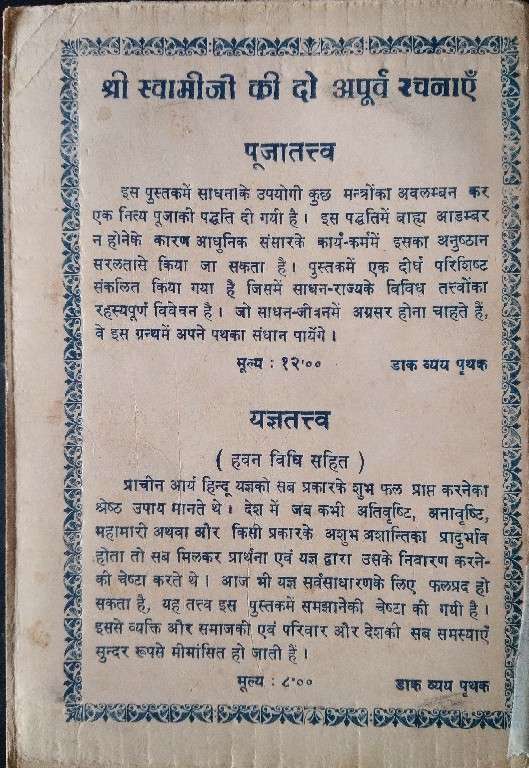 श्री स्वामीजी की दो अपूर्व रचनाएँ
पूजातत्त्व
इस पुस्तकमें साधनाके उपयोगी कुछ मन्त्रोंका अवलम्बन कर
एक नित्य पूजाकी पद्धति दी गयी है। इस पद्धतिमें बाह्य आडम्बर
न होनेके कारण आधुनिक संसारके कार्य-कर्ममें इसका अनुष्ठान
सरलतासे किया जा सकता है। पुस्तकमें एक दीर्घ परिशिष्ट
संकलित किया गया है जिसमें साधन-राज्यके विविध तत्त्वोंका
रहस्यपूर्ण विवेचन है। जो साधन-जीवनमें अग्रसर होना चाहते हैं,
वे इस ग्रन्थमें अपने पथका संधान पायेंगे।
मूल्य : १२'०० डाक व्यय पृथक
यज्ञतत्त्व
( हवन विधि सहित )
प्राचीन आर्य हिन्दू यज्ञको सब प्रकारके शुभ फल प्राप्त करनेका
श्रेष्ठ उपाय मानते थे। देश में जब कभी अतिवृष्टि, अनावृष्टि,
महामारी अथवा और किसी प्रकारके अशुभ अशान्तिका प्रादुर्भाव
होता तो सब मिलकर प्रार्थना एवं यज्ञ द्वारा उसके निवारण करने-
की चेष्टा करते थे। आज भी यज्ञ सर्वसाधारणके लिए फलप्रद हो
सकता है, यह तत्त्व इस पुस्तकमें समझानेकी चेष्टा की गयी है।
इससे व्यक्ति और समाजकी एवं परिवार और देशकी सब समस्याएँ
सुन्दर रूपसे मीमांसित हो जाती हैं।
मूल्य : ८'०० डाक व्यय पृथक